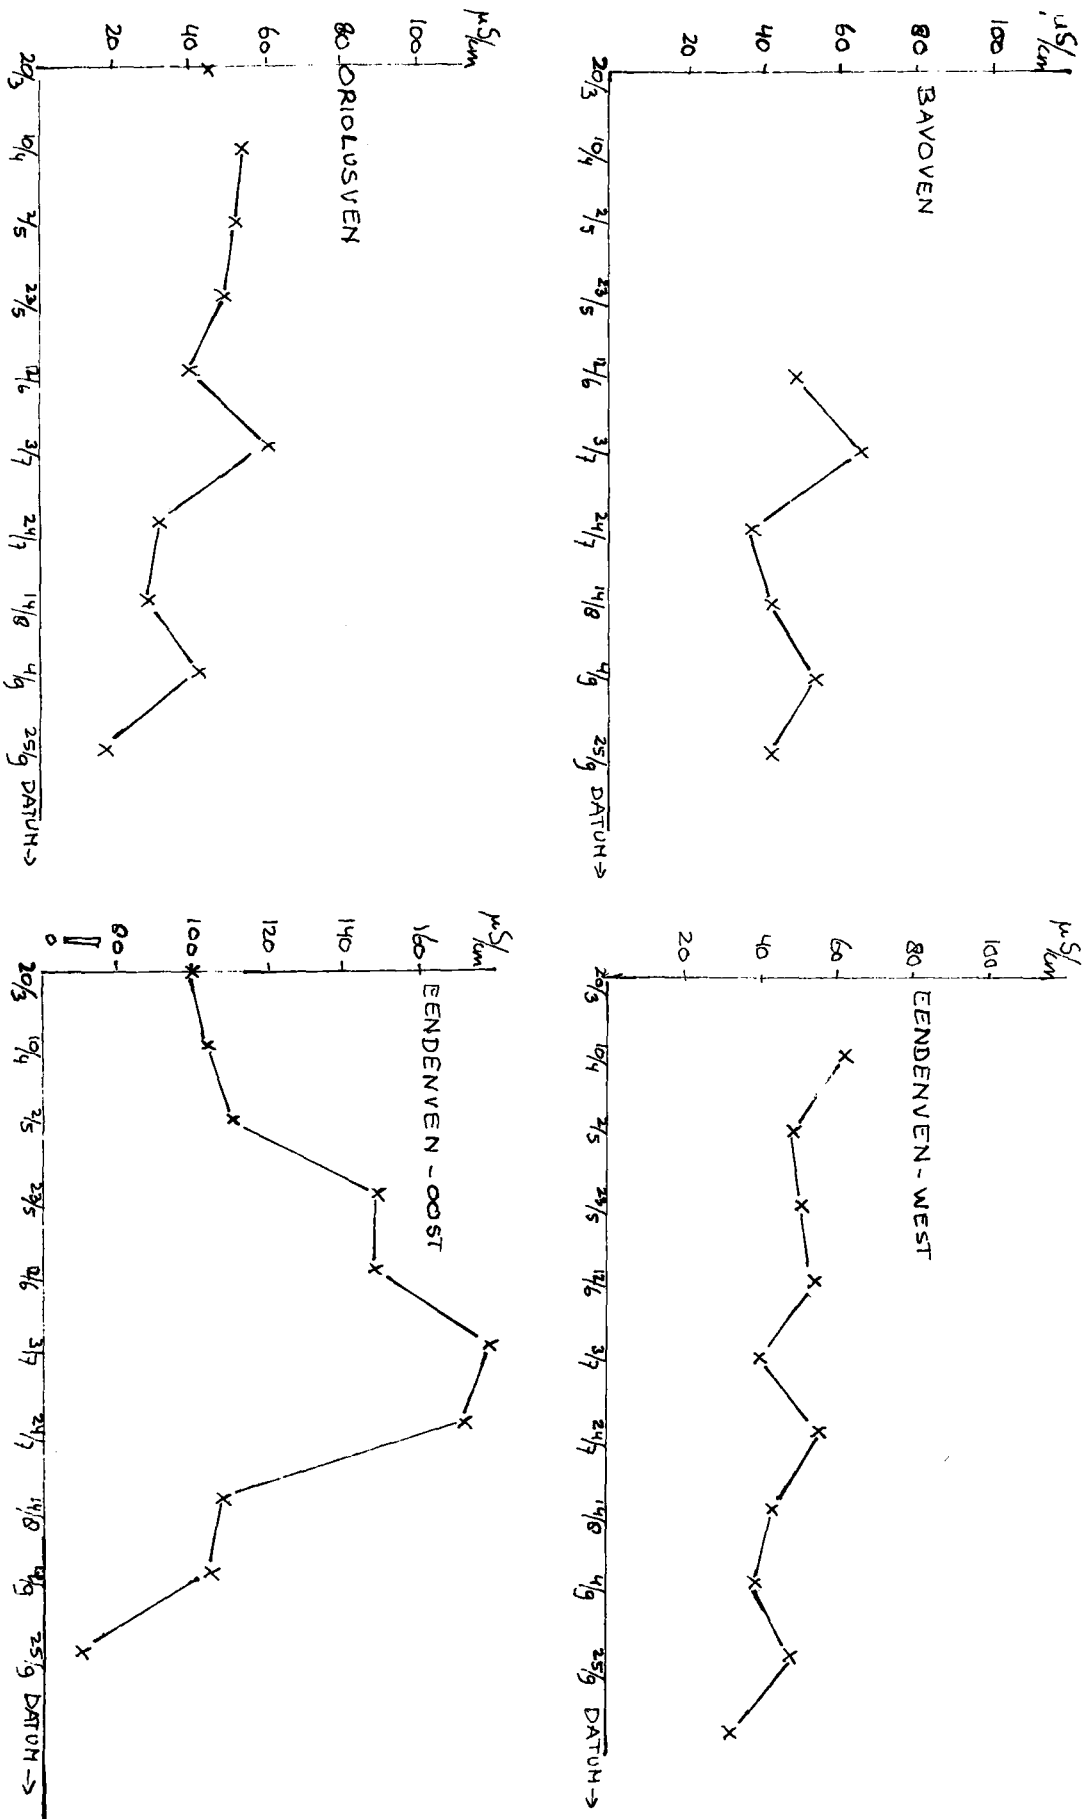 µS/cm
100
80
60
40
20
BAVOVEN
20/3 10/4 2/5 23/5 12/6 3/7 24/7 14/8 4/9 25/9 DATUM→
µS/cm
100
80
60
40
20
EENDENVEN-WEST
20/3 10/4 2/5 23/5 12/6 3/7 24/7 14/8 4/9 25/9 DATUM→
µS/cm
100
80
60
40
20
ORIOLUSVEN
20/3 10/4 2/5 23/5 12/6 3/7 24/7 14/8 4/9 25/9 DATUM→
µS/cm
160
140
120
100
80
0
EENDENVEN-OOST
20/3 10/4 2/5 23/5 12/6 3/7 24/7 14/8 4/9 25/9 DATUM→